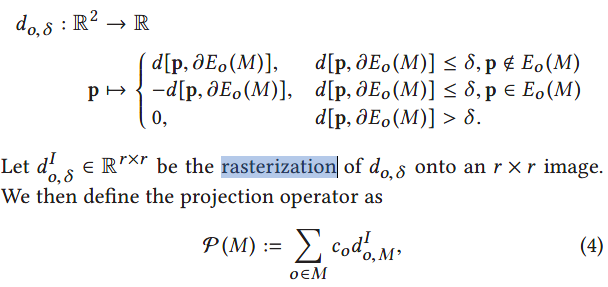 d_{o,δ} : ℝ² → ℝ
p ↦ { d[p, ∂E_o(M)], d[p, ∂E_o(M)] ≤ δ, p ∉ E_o(M)
−d[p, ∂E_o(M)], d[p, ∂E_o(M)] ≤ δ, p ∈ E_o(M)
0, d[p, ∂E_o(M)] > δ.
Let d^I_{o,δ} ∈ ℝ^{r×r} be the rasterization of d_{o,δ} onto an r × r image.
We then define the projection operator as
𝒫(M) := ∑_{o∈M} c_o d^I_{o,M}, (4)